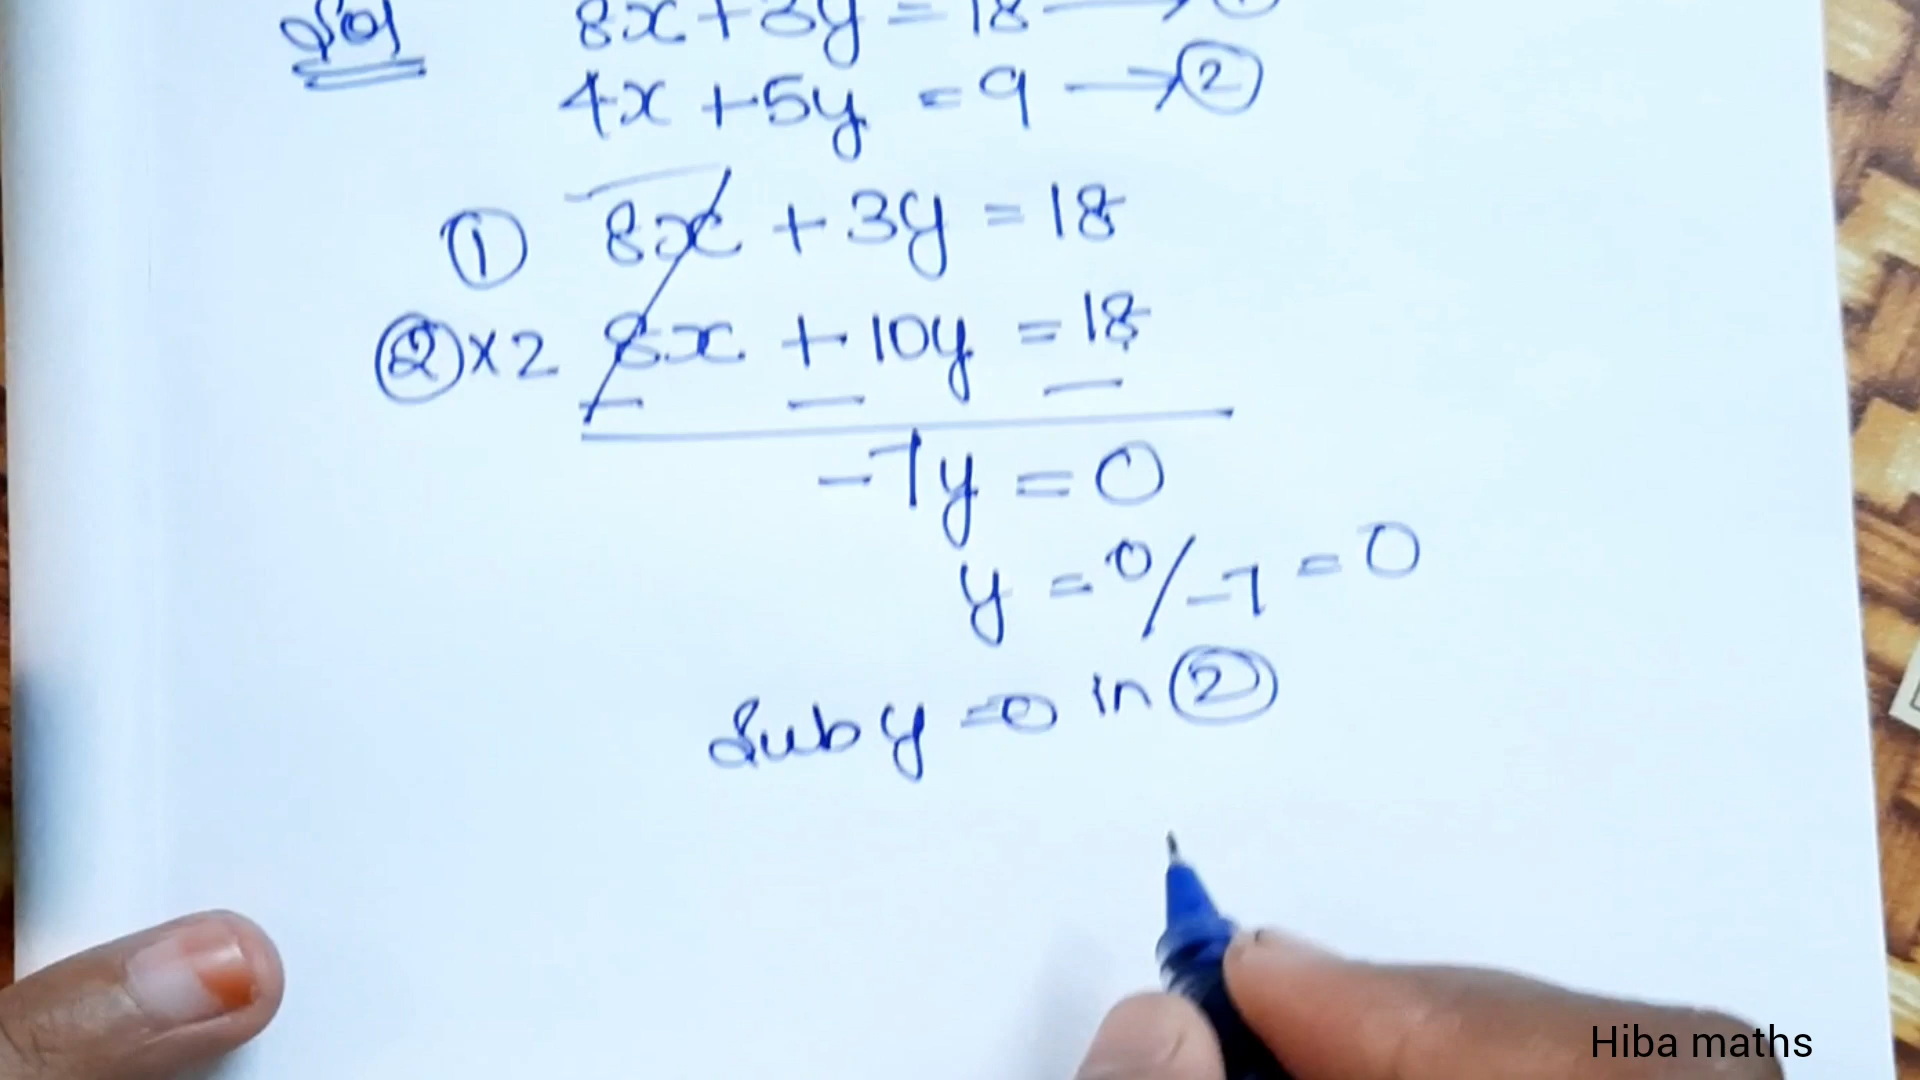 Sol
8x+3y=18→①
4x+5y=9→②
① 8x+3y=18
②×2 8x+10y=18
− − −
-7y=0
y=0/-7=0
Sub y=0 in ②
Hiba maths